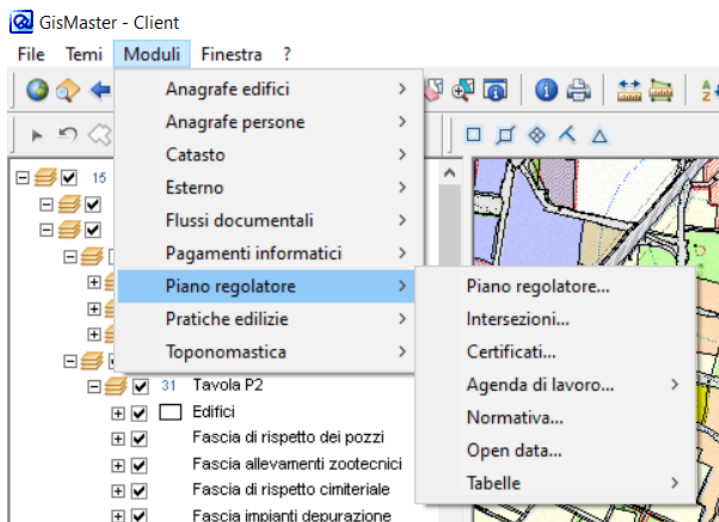 GisMaster - Client
File Temi Moduli Finestra ?
Anagrafe edifici
Anagrafe persone
Catasto
Esterno
Flussi documentali
Pagamenti informatici
Piano regolatore
Pratiche edilizie
Toponomastica
Piano regolatore...
Intersezioni...
Certificati...
Agenda di lavoro...
Normativa...
Open data...
Tabelle
15
31 Tavola P2
Edifici
Fascia di rispetto dei pozzi
Fascia allevamenti zootecnici
Fascia di rispetto cimiteriale
Fascia impianti depurazione